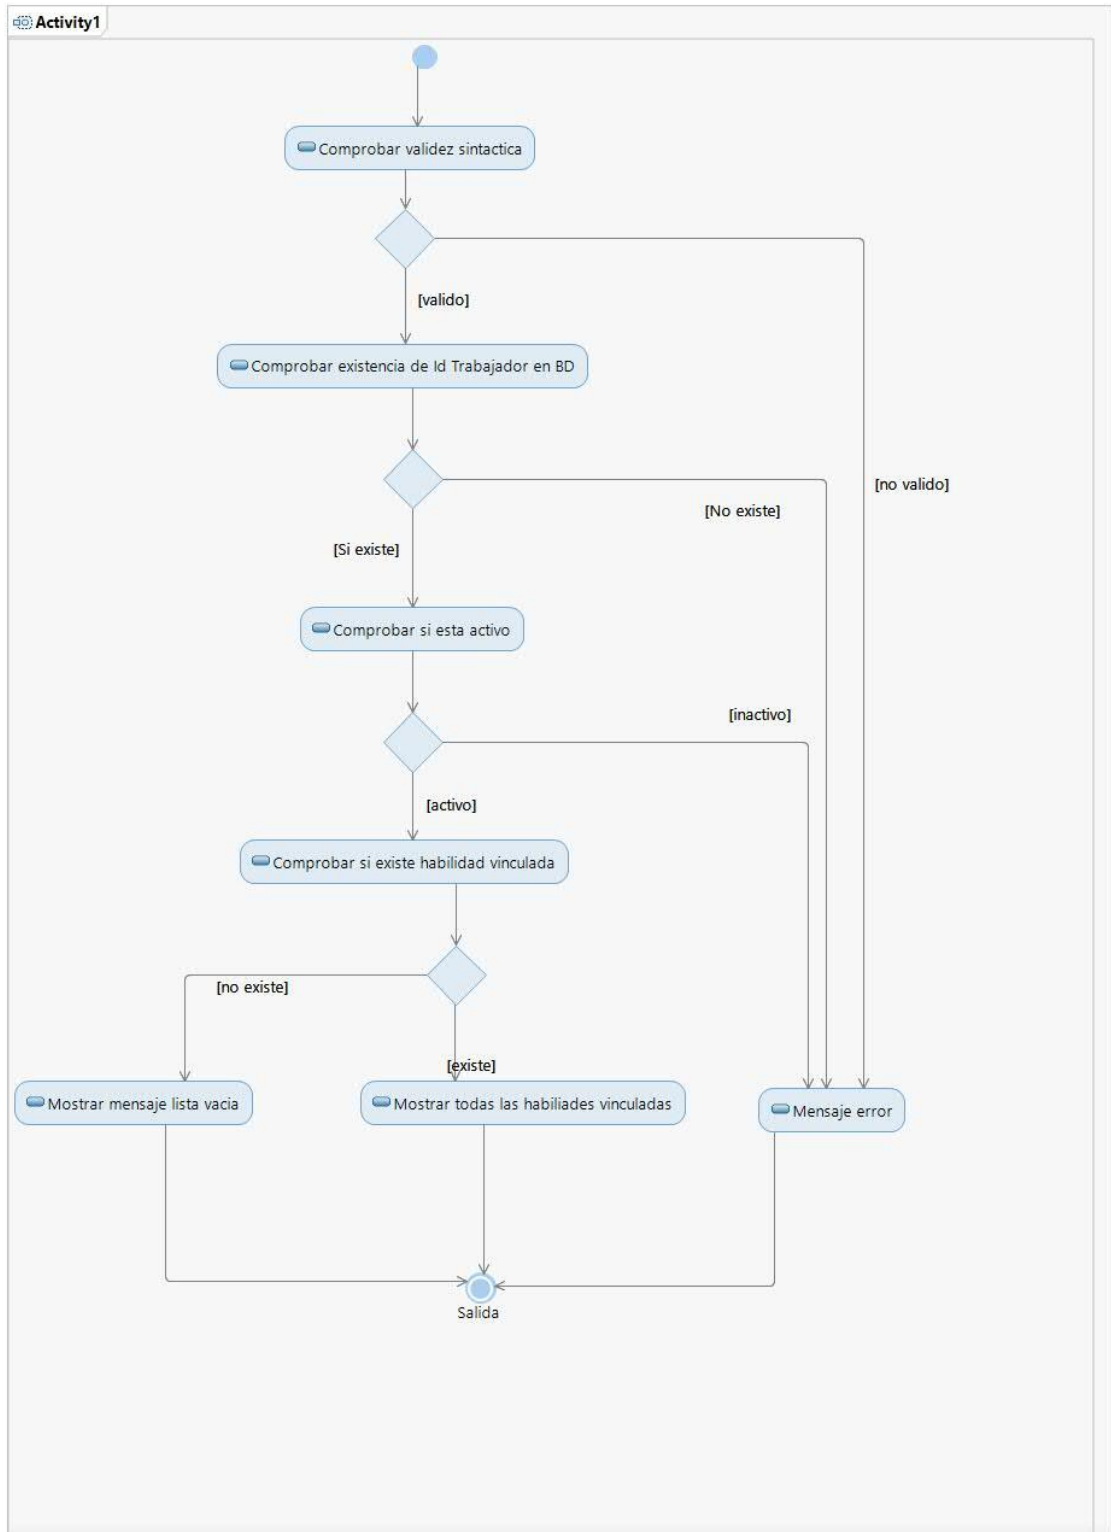 Activity1
Comprobar validez sintactica
[valido]
Comprobar existencia de Id Trabajador en BD
[no valido]
[No existe]
[Si existe]
Comprobar si esta activo
[inactivo]
[activo]
Comprobar si existe habilidad vinculada
[no existe]
[existe]
Mostrar mensaje lista vacia
Mostrar todas las habiliades vinculadas
Mensaje error
Salida